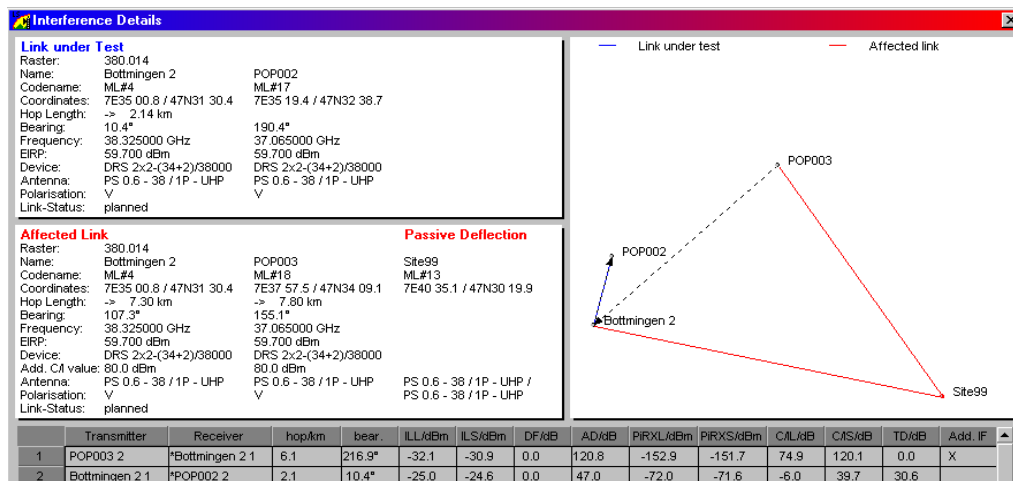 Interference Details
Link under Test
Raster: 380.014
Name: Bottmingen 2 POP002
Codename: ML#4 ML#17
Coordinates: 7E35 00.8 / 47N31 30.4 7E35 19.4 / 47N32 38.7
Hop Length: -> 2.14 km
Bearing: 10.4° 190.4°
Frequency: 38.325000 GHz 37.065000 GHz
EIRP: 59.700 dBm 59.700 dBm
Device: DRS 2x2-(34+2)/38000 DRS 2x2-(34+2)/38000
Antenna: PS 0.6 - 38 / 1P - UHP PS 0.6 - 38 / 1P - UHP
Polarisation: V V
Link-Status: planned
Affected Link Passive Deflection
Raster: 380.014
Name: Bottmingen 2 POP003 Site99
Codename: ML#4 ML#18 ML#13
Coordinates: 7E35 00.8 / 47N31 30.4 7E37 57.5 / 47N34 09.1 7E40 35.1 / 47N30 19.9
Hop Length: -> 7.30 km -> 7.80 km
Bearing: 107.3° 155.1°
Frequency: 38.325000 GHz 37.065000 GHz
EIRP: 59.700 dBm 59.700 dBm
Device: DRS 2x2-(34+2)/38000 DRS 2x2-(34+2)/38000
Add. C/I value: 80.0 dBm 80.0 dBm
Antenna: PS 0.6 - 38 / 1P - UHP PS 0.6 - 38 / 1P - UHP PS 0.6 - 38 / 1P - UHP /
Polarisation: V V PS 0.6 - 38 / 1P - UHP
Link-Status: planned
Link under test Affected link
POP003
POP002
Bottmingen 2
Site99
Transmitter Receiver hop/km bear. ILL/dBm ILS/dBm DF/dB AD/dB PiRXL/dBm PiRXS/dBm C/IL/dB C/IS/dB TD/dB Add. IF
1 POP003 2 *Bottmingen 2 1 6.1 216.9° -32.1 -30.9 0.0 120.8 -152.9 -151.7 74.9 120.1 0.0 X
2 Bottmingen 2 1 *POP002 2 2.1 10.4° -25.0 -24.6 0.0 47.0 -72.0 -71.6 -6.0 39.7 30.6